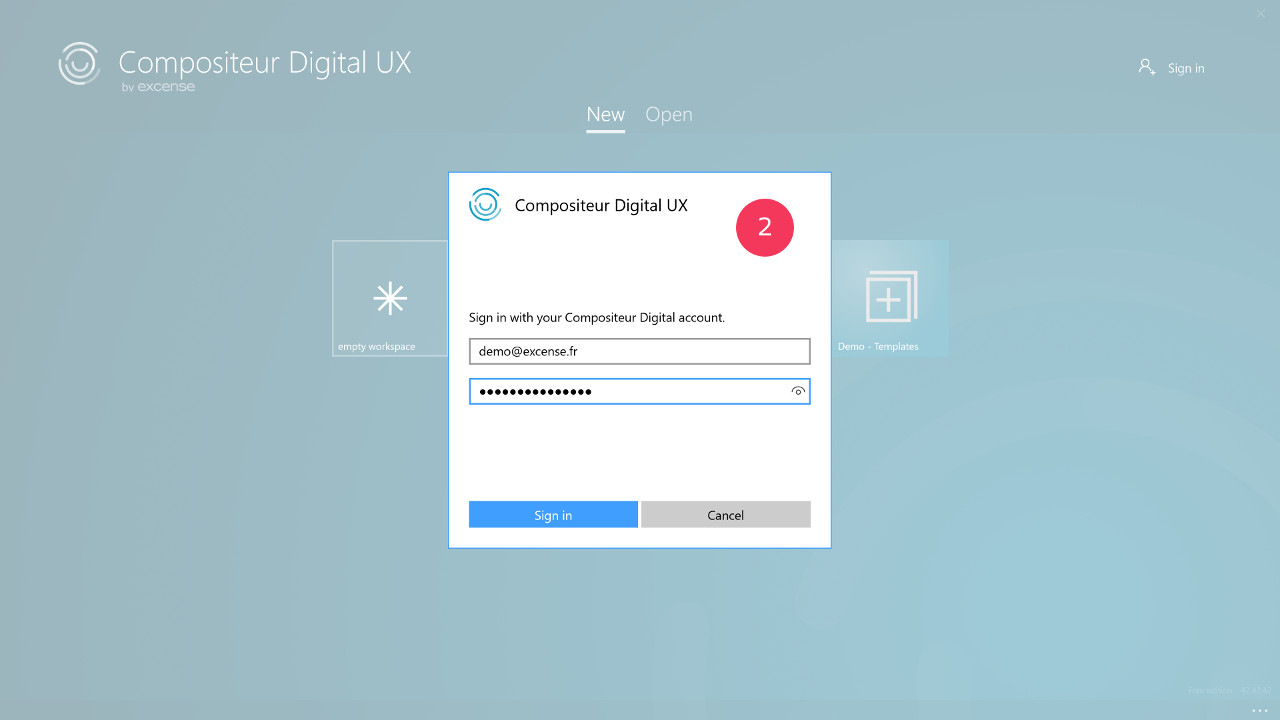 Compositeur Digital UX
by excense
Sign in
New Open
Compositeur Digital UX
2
Sign in with your Compositeur Digital account.
demo@excense.fr
•••••••••••••••
empty workspace
Demo - Templates
Sign in
Cancel